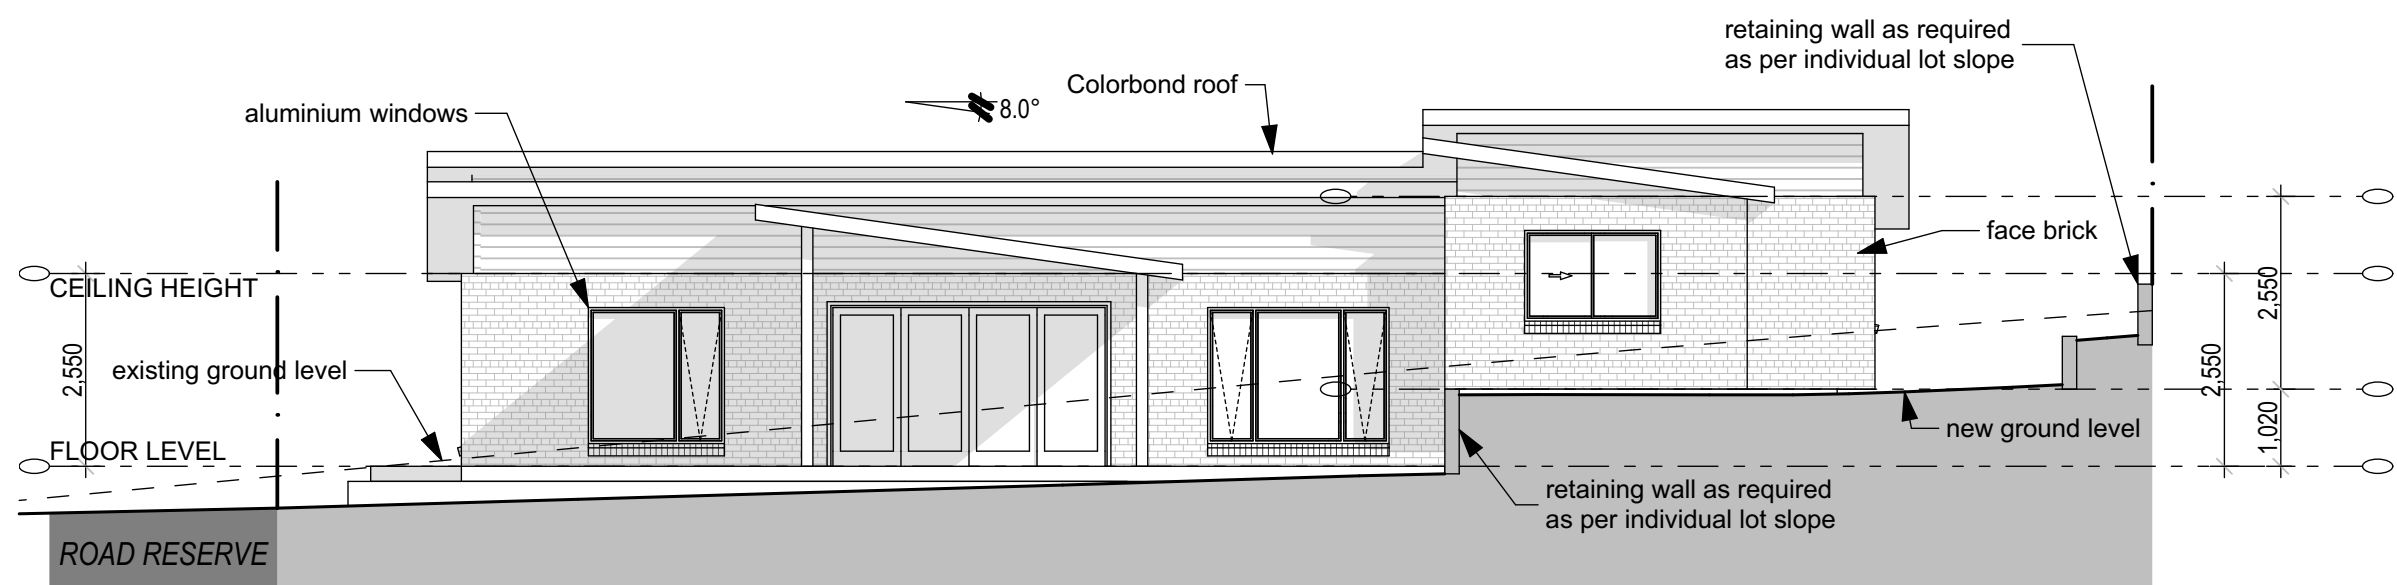 retaining wall as required
as per individual lot slope
Colorbond roof
8.0°
aluminium windows
face brick
CEILING HEIGHT
2,550
2,550
2,550
existing ground level
new ground level
1,020
FLOOR LEVEL
retaining wall as required
as per individual lot slope
ROAD RESERVE